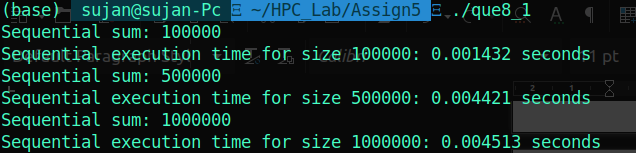 (base) sujan@sujan-Pc ~/HPC_Lab/Assign5 ./que8 1
Sequential sum: 100000
Sequential execution time for size 100000: 0.001432 seconds
Sequential sum: 500000
Sequential execution time for size 500000: 0.004421 seconds
Sequential sum: 1000000
Sequential execution time for size 1000000: 0.004513 seconds